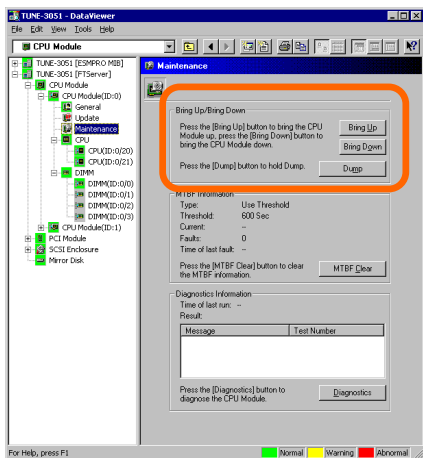 TUNE-3051 - DataViewer
File Edit View Tools Help
CPU Module
TUNE-3051 [ESMPRO MIB]
TUNE-3051 [FTServer]
CPU Module
CPU Module(ID:0)
General
Update
Maintenance
CPU
CPU(ID:0/20)
CPU(ID:0/21)
DIMM
DIMM(ID:0/0)
DIMM(ID:0/1)
DIMM(ID:0/2)
DIMM(ID:0/3)
CPU Module(ID:1)
PCI Module
SCSI Enclosure
Mirror Disk
Maintenance
Bring Up/Bring Down
Press the [Bring Up] button to bring the CPU
Module up, press the [Bring Down] button to
bring the CPU Module down.
Bring Up
Bring Down
Press the [Dump] button to hold Dump.
Dump
MTBF Information
Type: Use Threshold
Threshold: 600 Sec
Current: --
Faults: 0
Time of last fault: --
Press the [MTBF Clear] button to clear
the MTBF information.
MTBF Clear
Diagnostics Information
Time of last run: --
Result:
Message Test Number
Press the [Diagnostics] button to
diagnose the CPU Module.
Diagnostics
For Help, press F1
Normal Warning Abnormal